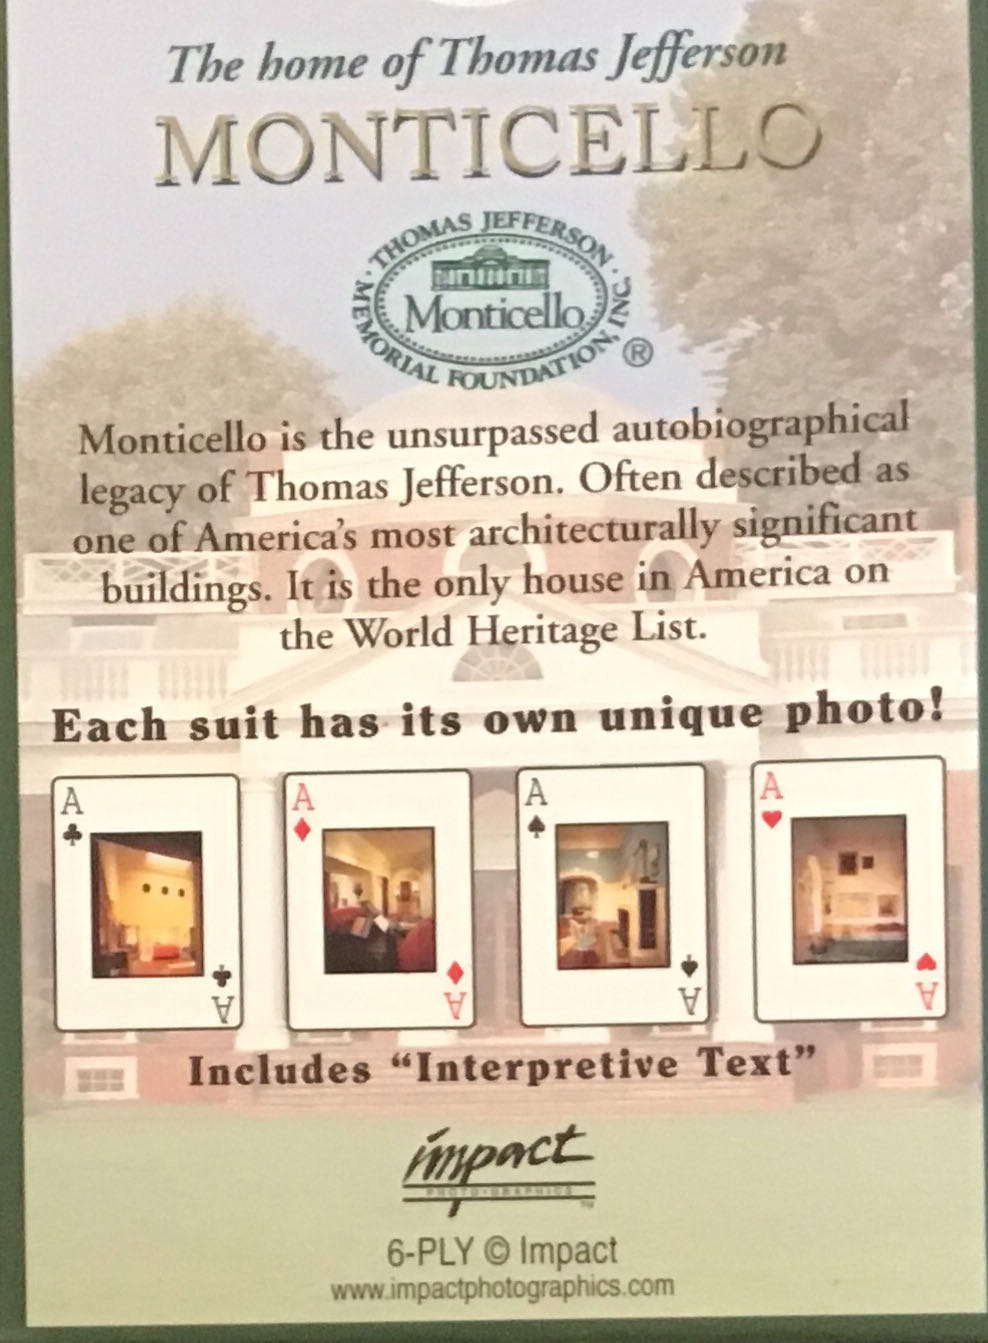 The home of Thomas Jefferson
MONTICELLO
· THOMAS JEFFERSON ·
MEMORIAL FOUNDATION, INC.
Monticello
®
Monticello is the unsurpassed autobiographical
legacy of Thomas Jefferson. Often described as
one of America's most architecturally significant
buildings. It is the only house in America on
the World Heritage List.
Each suit has its own unique photo!
A A A A
A A A A
Includes “Interpretive Text”
impact
PHOTO·GRAPHICS
™
6-PLY © Impact
www.impactphotographics.com